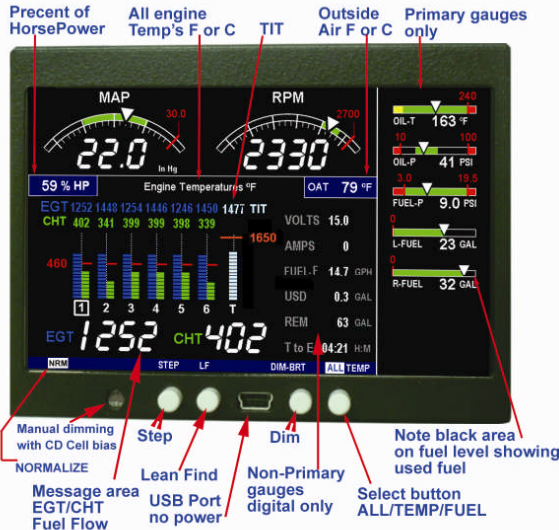 Precent of
HorsePower
All engine
Temp's F or C
TIT
Outside
Air F or C
Primary gauges
only
MAP
30.0
22.0
In Hg
RPM
2700
2330
240
OIL-T 163 °F
10 100
OIL-P 41 PSI
3.0 19.5
FUEL-P 9.0 PSI
0
L-FUEL 23 GAL
0
R-FUEL 32 GAL
59 % HP
Engine Temperatures °F
OAT 79 °F
EGT 1252 1448 1254 1446 1246 1450 1477 TIT
CHT 402 341 399 399 398 339
1650
460
1 2 3 4 5 6 T
EGT 1252 CHT 402
VOLTS 15.0
AMPS 0
FUEL-F 14.7 GPH
USD 0.3 GAL
REM 63 GAL
T to E 04:21 H:M
NRM STEP LF DIM-BRT ALL TEMP
Manual dimming
with CD Cell bias
NORMALIZE
Step
Dim
Lean Find
Message area
EGT/CHT
Fuel Flow
USB Port
no power
Non-Primary
gauges
digital only
Select button
ALL/TEMP/FUEL
Note black area
on fuel level showing
used fuel